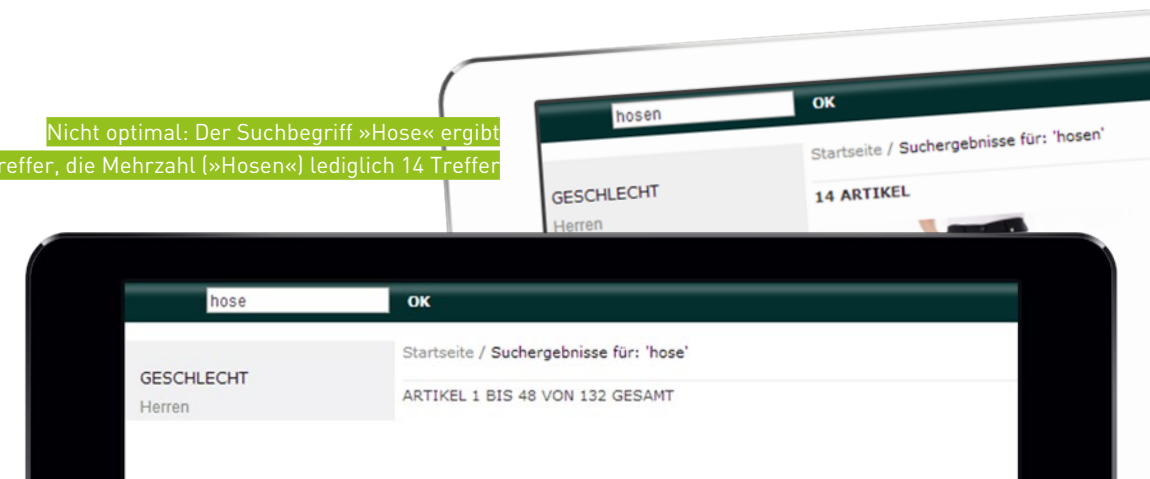 Nicht optimal: Der Suchbegriff »Hose« ergibt
Treffer, die Mehrzahl (»Hosen«) lediglich 14 Treffer
hosen OK
Startseite / Suchergebnisse für: 'hosen'
GESCHLECHT
14 ARTIKEL
Herren
hose OK
Startseite / Suchergebnisse für: 'hose'
GESCHLECHT
ARTIKEL 1 BIS 48 VON 132 GESAMT
Herren